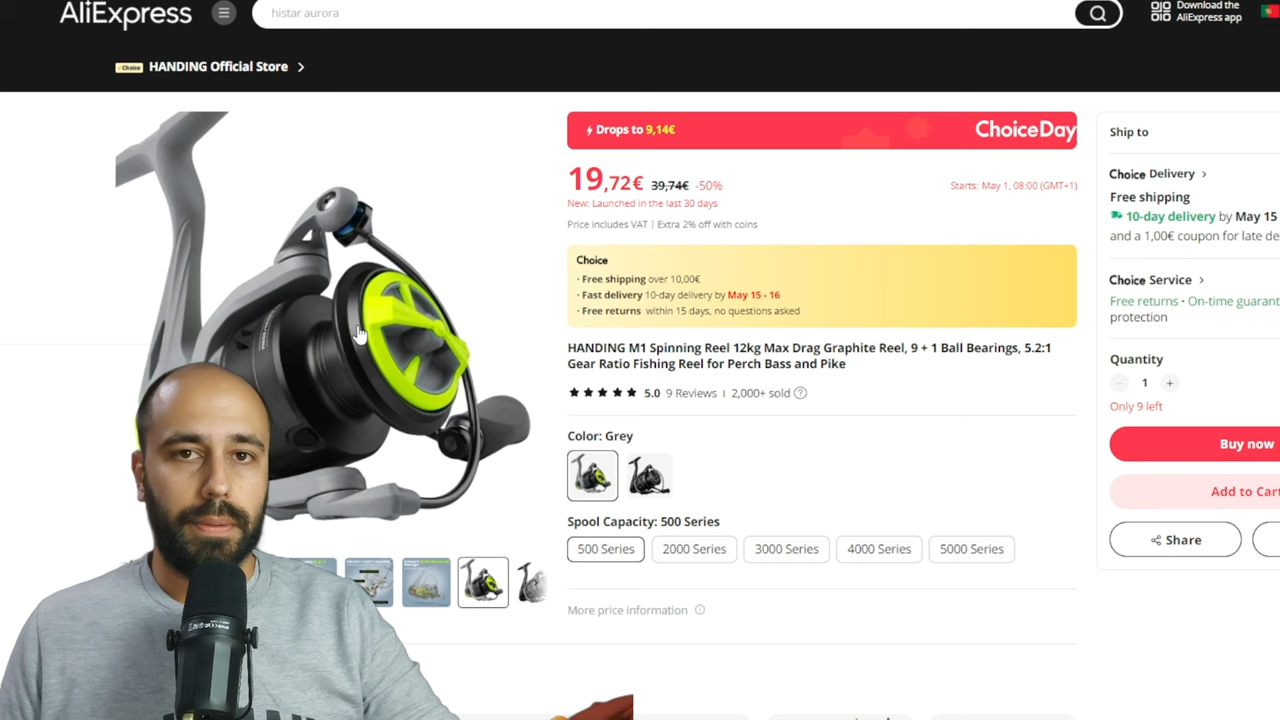 AliExpress
histar aurora
Download the
AliExpress app
Choice
HANDING Official Store
Drops to 9,14€
ChoiceDay
19,72€ 39,74€ -50%
Starts: May 1, 08:00 (GMT+1)
New: Launched in the last 30 days
Price includes VAT | Extra 2% off with coins
Choice
· Free shipping over 10,00€
· Fast delivery 10-day delivery by May 15 - 16
· Free returns within 15 days, no questions asked
HANDING M1 Spinning Reel 12kg Max Drag Graphite Reel, 9 + 1 Ball Bearings, 5.2:1
Gear Ratio Fishing Reel for Perch Bass and Pike
5.0 9 Reviews | 2,000+ sold
Color: Grey
Spool Capacity: 500 Series
500 Series 2000 Series 3000 Series 4000 Series 5000 Series
More price information
Ship to
Choice Delivery
Free shipping
10-day delivery by May 15
and a 1,00€ coupon for late de
Choice Service
Free returns · On-time guarant
protection
Quantity
1
Only 9 left
Buy now
Add to Cart
Share